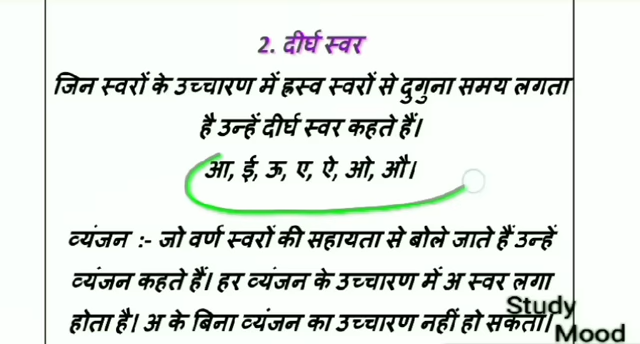 2. दीर्घ स्वर
जिन स्वरों के उच्चारण में ह्रस्व स्वरों से दुगुना समय लगता
है उन्हें दीर्घ स्वर कहते हैं।
आ, ई, ऊ, ए, ऐ, ओ, औ।
व्यंजन :- जो वर्ण स्वरों की सहायता से बोले जाते हैं उन्हें
व्यंजन कहते हैं। हर व्यंजन के उच्चारण में अ स्वर लगा
होता है। अ के बिना व्यंजन का उच्चारण नहीं हो सकता।
Study
Mood